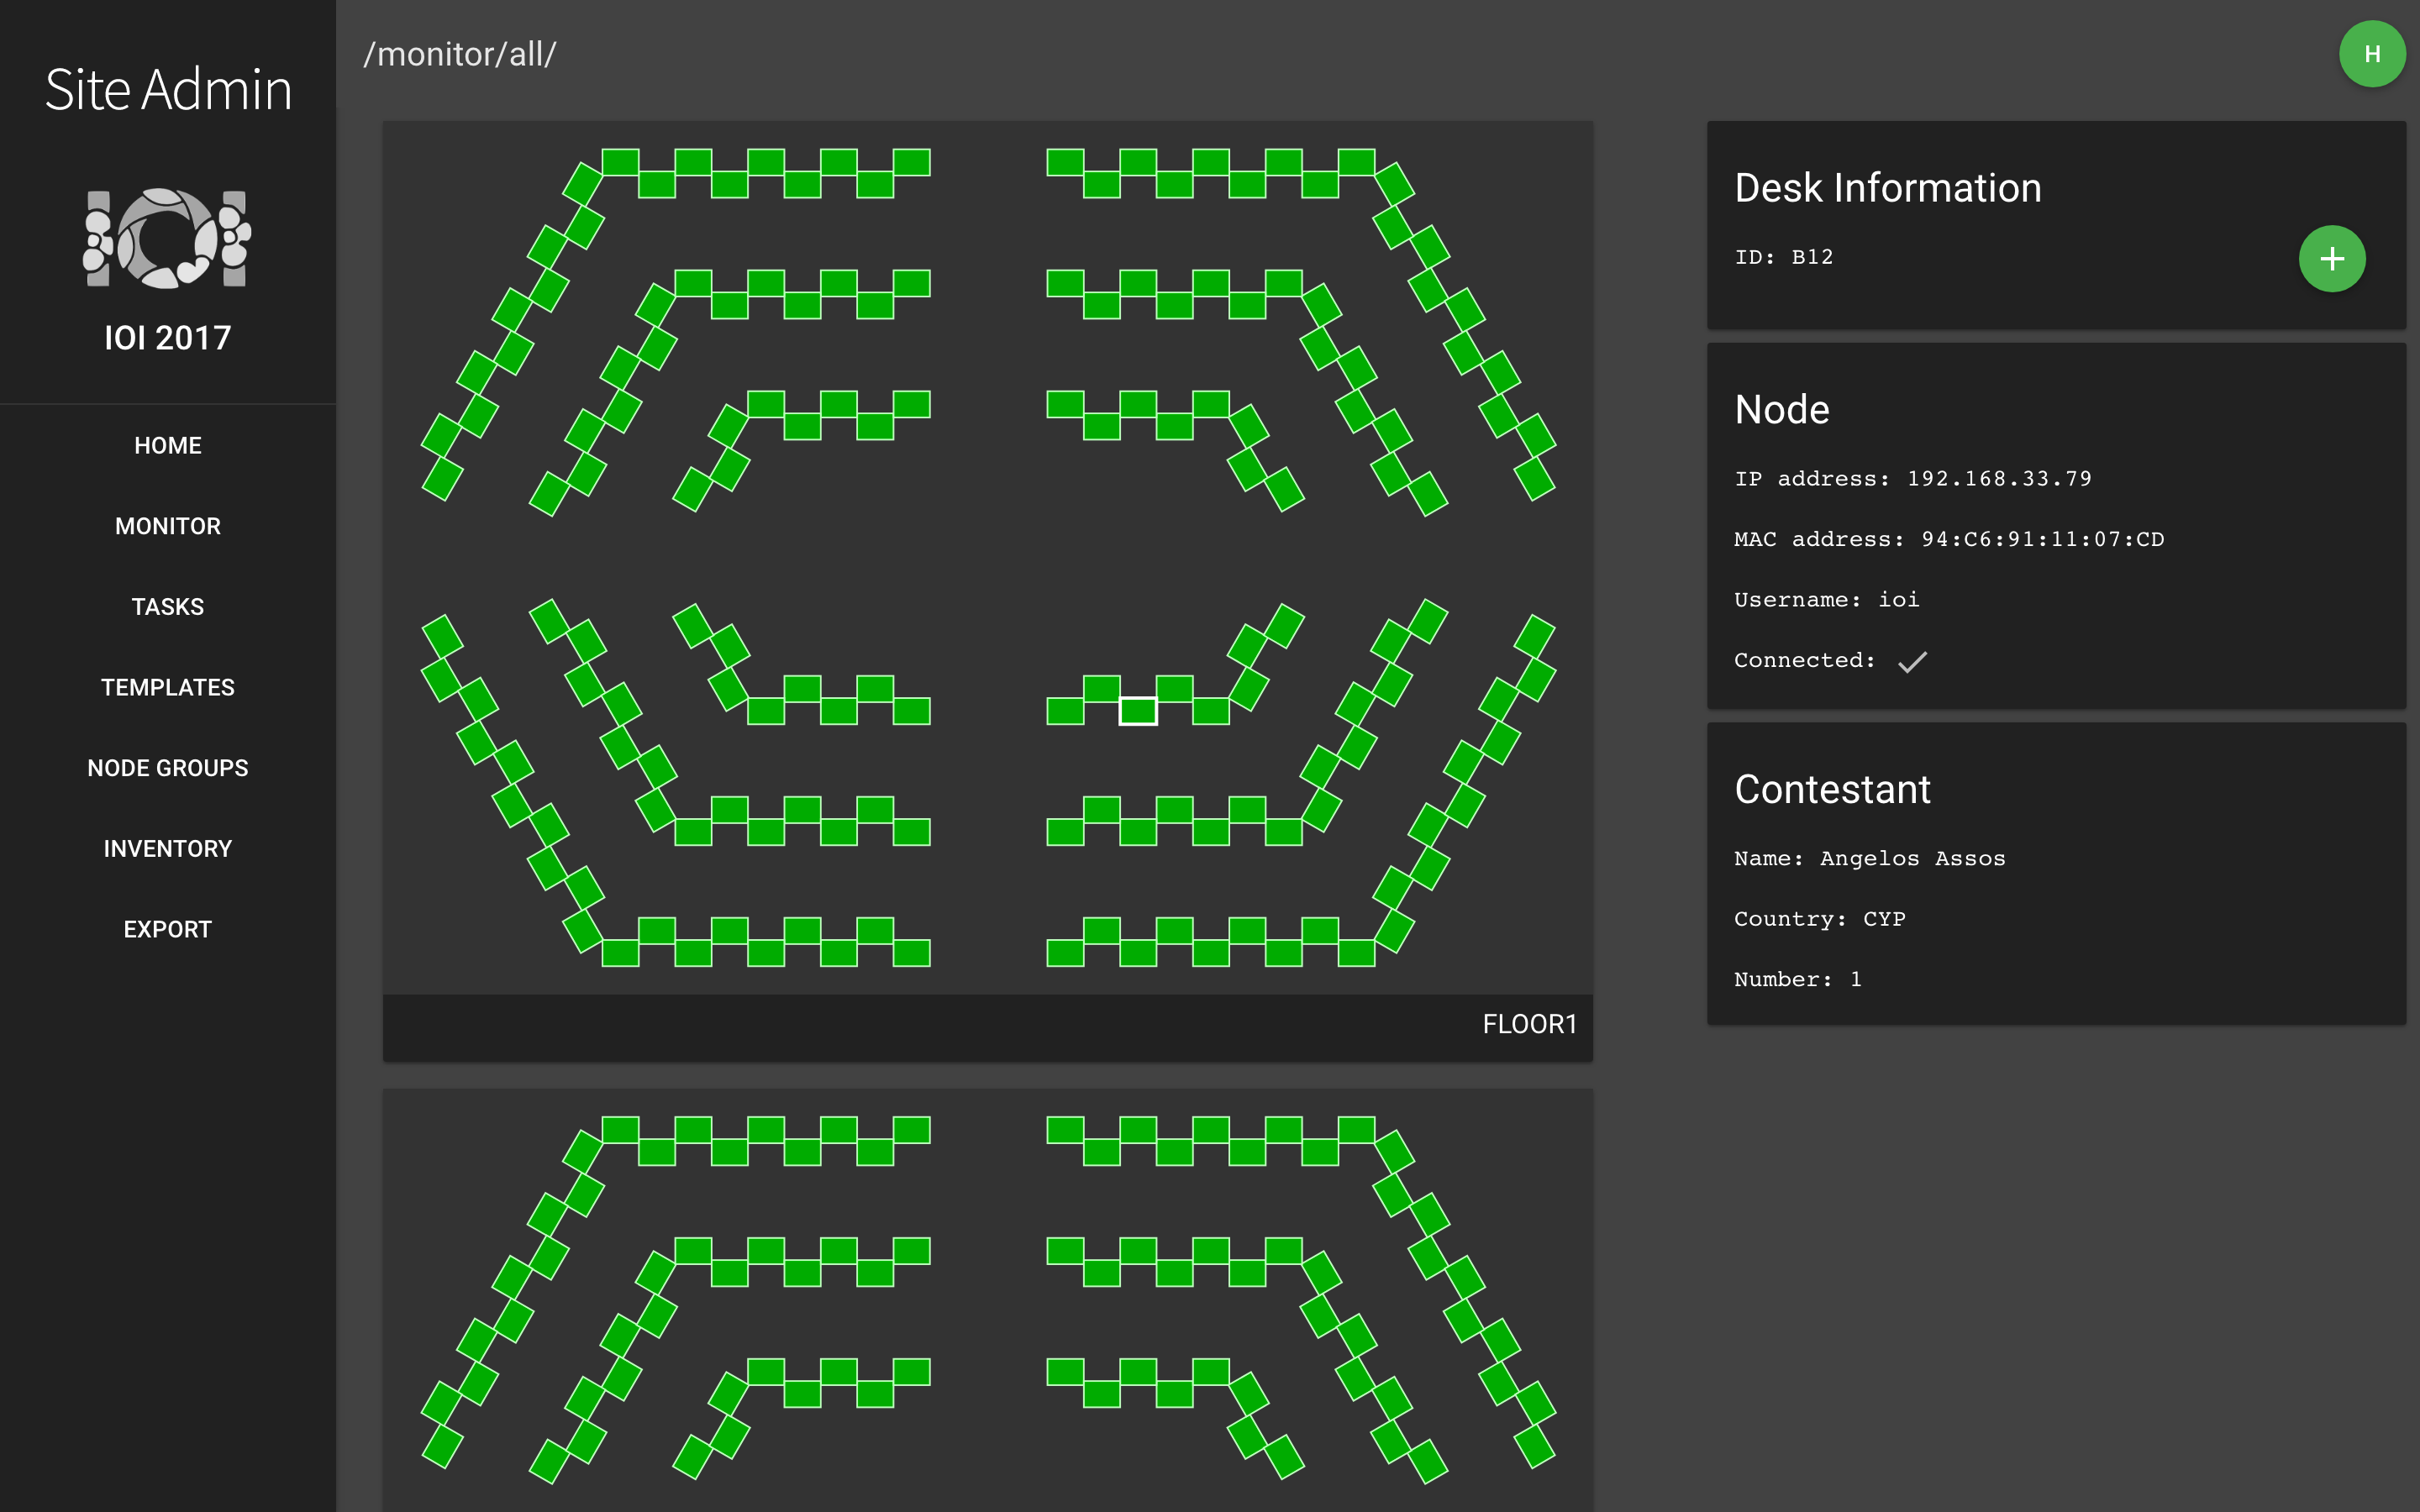 Site Admin
IOI 2017
HOME
MONITOR
TASKS
TEMPLATES
NODE GROUPS
INVENTORY
EXPORT
/monitor/all/
H
FLOOR1
Desk Information
ID: B12
+
Node
IP address: 192.168.33.79
MAC address: 94:C6:91:11:07:CD
Username: ioi
Connected: ✓
Contestant
Name: Angelos Assos
Country: CYP
Number: 1